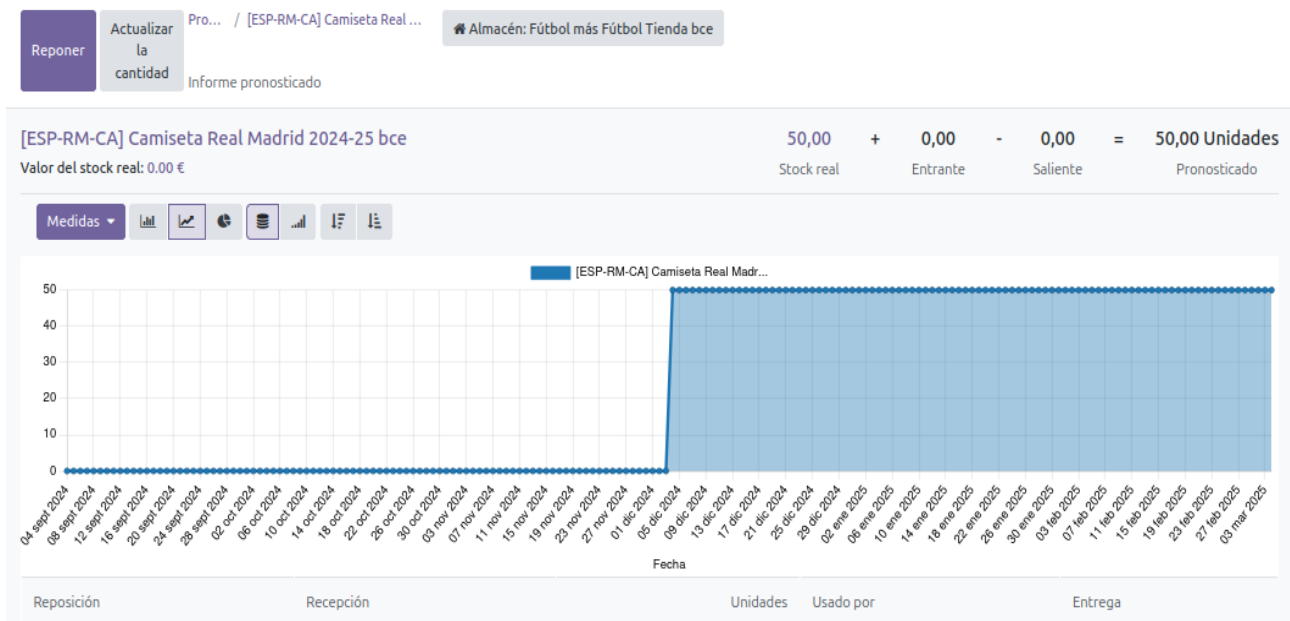 Reponer
Actualizar
la
cantidad
Pro... / [ESP-RM-CA] Camiseta Real ...
Almacén: Fútbol más Fútbol Tienda bce
Informe pronosticado
[ESP-RM-CA] Camiseta Real Madrid 2024-25 bce
Valor del stock real: 0.00 €
50,00 + 0,00 - 0,00 = 50,00 Unidades
Stock real Entrante Saliente Pronosticado
Medidas
[ESP-RM-CA] Camiseta Real Madr...
50
40
30
20
10
0
04 sept 2024
08 sept 2024
12 sept 2024
16 sept 2024
20 sept 2024
24 sept 2024
28 sept 2024
02 oct 2024
06 oct 2024
10 oct 2024
14 oct 2024
18 oct 2024
22 oct 2024
26 oct 2024
30 oct 2024
03 nov 2024
07 nov 2024
11 nov 2024
15 nov 2024
19 nov 2024
23 nov 2024
27 nov 2024
01 dic 2024
05 dic 2024
09 dic 2024
13 dic 2024
17 dic 2024
21 dic 2024
25 dic 2024
29 dic 2024
02 ene 2025
06 ene 2025
10 ene 2025
14 ene 2025
18 ene 2025
22 ene 2025
26 ene 2025
30 ene 2025
03 feb 2025
07 feb 2025
11 feb 2025
15 feb 2025
19 feb 2025
23 feb 2025
27 feb 2025
03 mar 2025
Fecha
Reposición Recepción Unidades Usado por Entrega